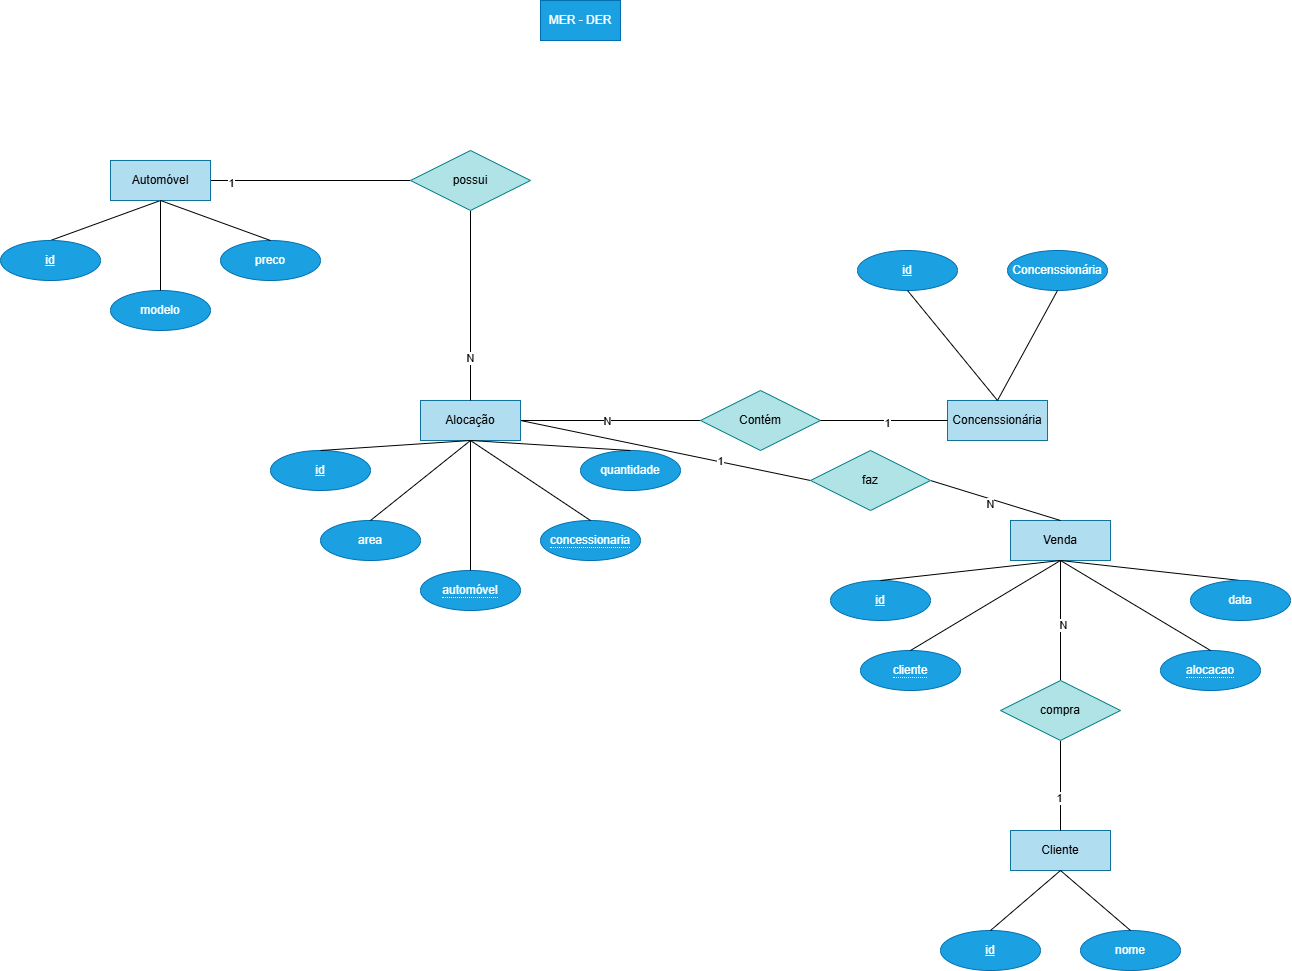 MER - DER
Automóvel
1
possui
id
modelo
preco
N
id
Concenssionária
Alocação
N
Contém
1
Concenssionária
1
faz
N
id
area
automóvel
concessionaria
quantidade
Venda
id
cliente
N
alocacao
data
compra
1
Cliente
id
nome